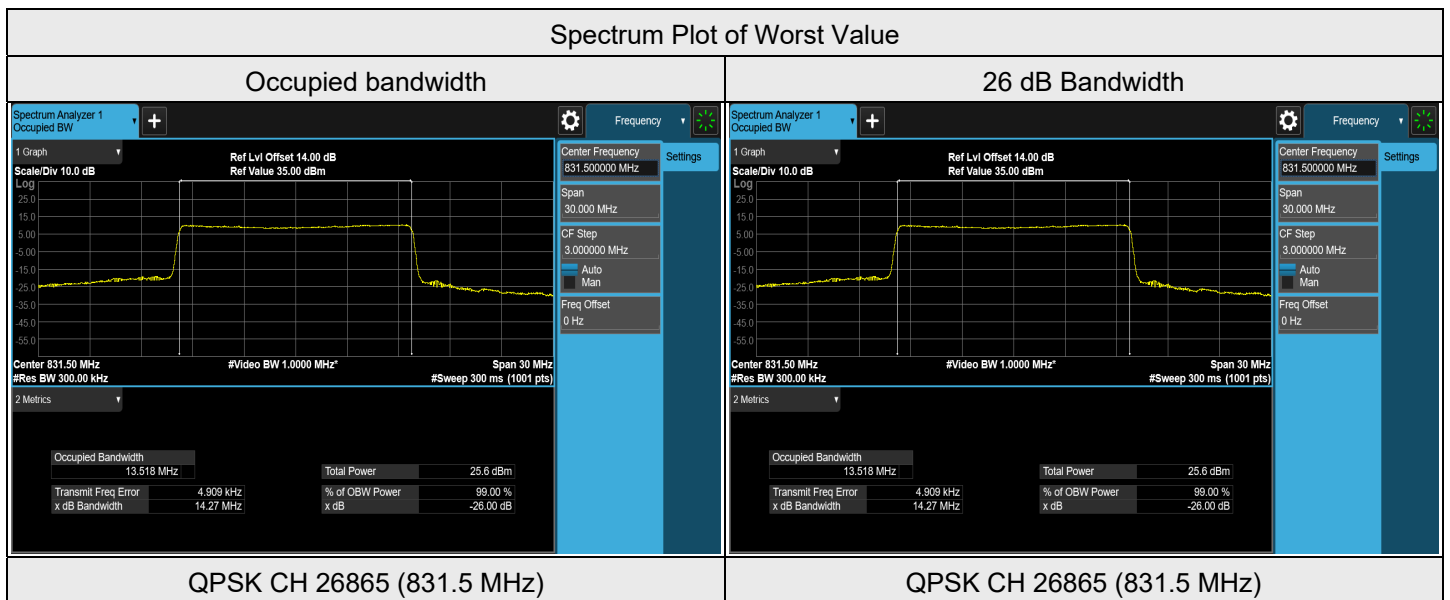 Spectrum Plot of Worst Value
Occupied bandwidth
26 dB Bandwidth
Spectrum Analyzer 1
Occupied BW
+
Frequency
1 Graph
Ref Lvl Offset 14.00 dB
Scale/Div 10.0 dB
Ref Value 35.00 dBm
Log
25.0
15.0
5.00
-5.00
-15.0
-25.0
-35.0
-45.0
-55.0
Center 831.50 MHz
#Video BW 1.0000 MHz*
Span 30 MHz
#Res BW 300.00 kHz
#Sweep 300 ms (1001 pts)
Center Frequency
831.500000 MHz
Settings
Span
30.000 MHz
CF Step
3.000000 MHz
Auto
Man
Freq Offset
0 Hz
2 Metrics
Occupied Bandwidth
13.518 MHz
Total Power 25.6 dBm
Transmit Freq Error 4.909 kHz
% of OBW Power 99.00 %
x dB Bandwidth 14.27 MHz
x dB -26.00 dB
Spectrum Analyzer 1
Occupied BW
+
Frequency
1 Graph
Ref Lvl Offset 14.00 dB
Scale/Div 10.0 dB
Ref Value 35.00 dBm
Log
25.0
15.0
5.00
-5.00
-15.0
-25.0
-35.0
-45.0
-55.0
Center 831.50 MHz
#Video BW 1.0000 MHz*
Span 30 MHz
#Res BW 300.00 kHz
#Sweep 300 ms (1001 pts)
Center Frequency
831.500000 MHz
Settings
Span
30.000 MHz
CF Step
3.000000 MHz
Auto
Man
Freq Offset
0 Hz
2 Metrics
Occupied Bandwidth
13.518 MHz
Total Power 25.6 dBm
Transmit Freq Error 4.909 kHz
% of OBW Power 99.00 %
x dB Bandwidth 14.27 MHz
x dB -26.00 dB
QPSK CH 26865 (831.5 MHz)
QPSK CH 26865 (831.5 MHz)